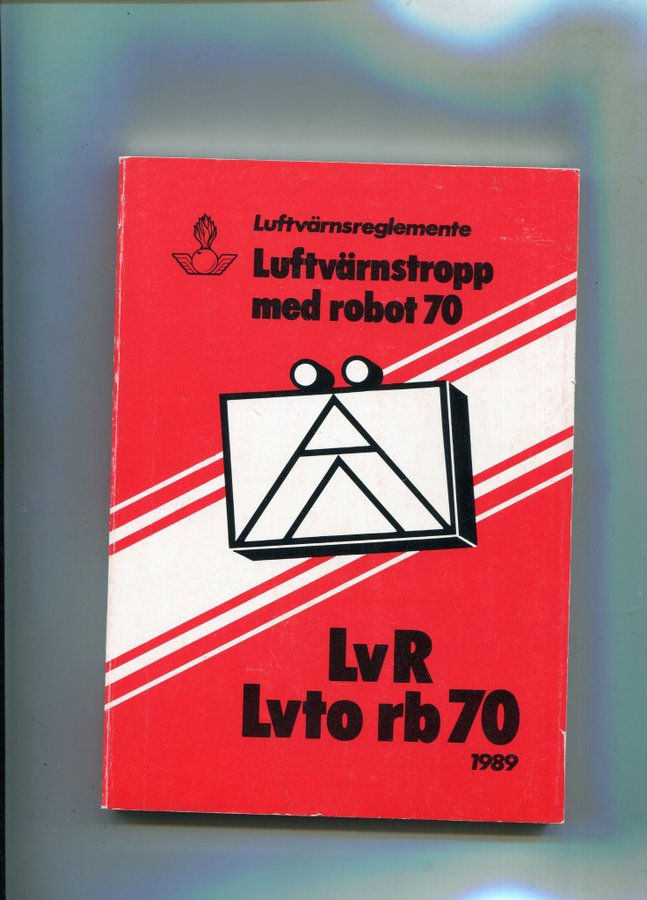 Luftvärnsreglemente
Luftvärnstropp
med robot 70
LvR
Lvto rb 70
1989